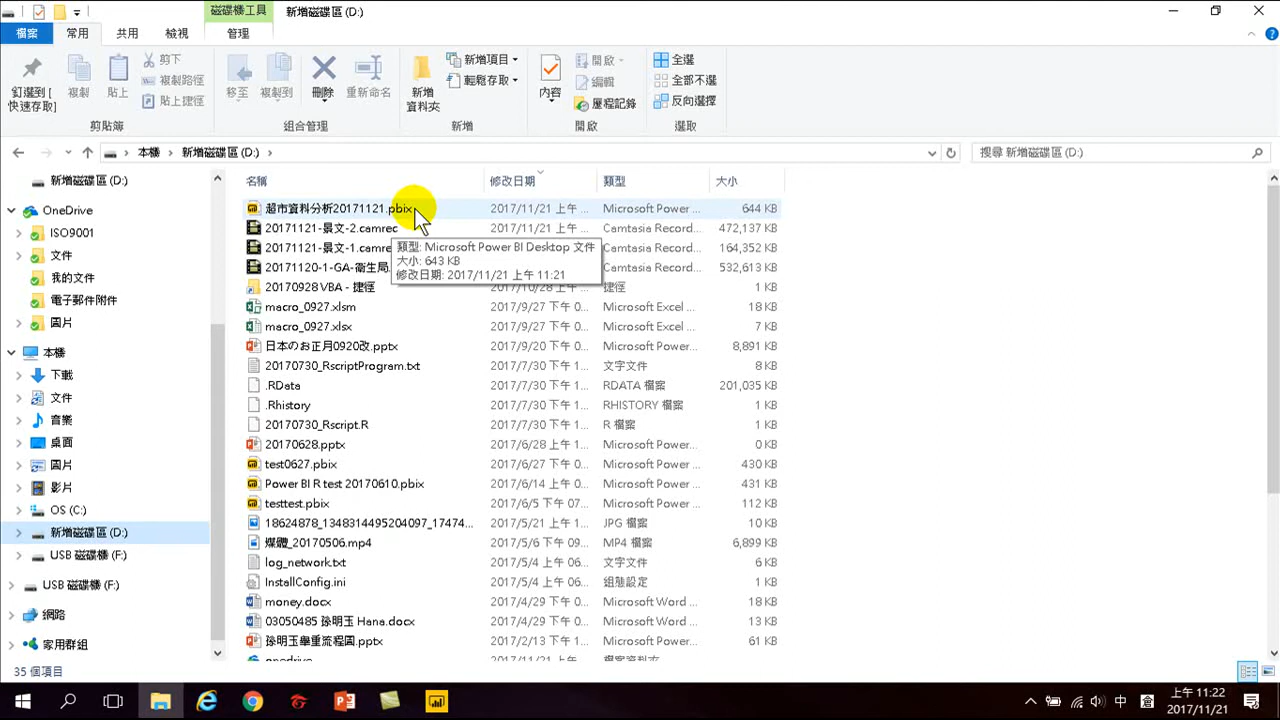 磁碟機工具
新增磁碟區 (D:)
檔案
常用
共用
檢視
管理
釘選到 [
快速存取]
複製
貼上
剪下
複製路徑
貼上捷徑
剪貼簿
移至
複製到
刪除
重新命名
組合管理
新增
資料夾
新增項目
輕鬆存取
新增
內容
開啟
編輯
歷程記錄
開啟
全選
全部不選
反向選擇
選取
本機
新增磁碟區 (D:)
搜尋 新增磁碟區 (D:)
新增磁碟區 (D:)
OneDrive
ISO9001
文件
我的文件
電子郵件附件
圖片
本機
下載
文件
音樂
桌面
圖片
影片
OS (C:)
新增磁碟區 (D:)
USB 磁碟機 (F:)
USB 磁碟機 (F:)
網路
家用群組
名稱 修改日期 類型 大小
超市資料分析20171121.pbix 2017/11/21 上午 ... Microsoft Power ... 644 KB
20171121-景文-2.camrec 2017/11/21 上午 ... Camtasia Record... 472,137 KB
20171121-景文-1.camre Camtasia Record... 164,352 KB
20171120-1-GA-衛生局 Camtasia Record... 532,613 KB
類型: Microsoft Power BI Desktop 文件
大小: 643 KB
修改日期: 2017/11/21 上午 11:21
20170928 VBA - 捷徑 2017/10/28 上午 ... 捷徑 1 KB
macro_0927.xlsm 2017/9/27 下午 0... Microsoft Excel ... 18 KB
macro_0927.xlsx 2017/9/27 下午 0... Microsoft Excel ... 7 KB
日本のお正月0920改.pptx 2017/9/20 下午 0... Microsoft Power... 8,891 KB
20170730_RscriptProgram.txt 2017/7/30 下午 1... 文字文件 8 KB
.RData 2017/7/30 下午 1... RDATA 檔案 201,035 KB
.Rhistory 2017/7/30 下午 1... RHISTORY 檔案 1 KB
20170730_Rscript.R 2017/7/30 下午 1... R 檔案 1 KB
20170628.pptx 2017/6/28 上午 1... Microsoft Power... 0 KB
test0627.pbix 2017/6/27 下午 0... Microsoft Power ... 430 KB
Power BI R test 20170610.pbix 2017/6/14 上午 0... Microsoft Power ... 431 KB
testtest.pbix 2017/6/5 下午 07... Microsoft Power ... 112 KB
18624878_1348314495204097_17474... 2017/5/21 上午 1... JPG 檔案 10 KB
媒體_20170506.mp4 2017/5/6 下午 09... MP4 檔案 6,899 KB
log_network.txt 2017/5/4 上午 06... 文字文件 6 KB
InstallConfig.ini 2017/5/4 上午 06... 組態設定 1 KB
money.docx 2017/4/29 下午 0... Microsoft Word ... 18 KB
03050485 孫明玉 Hana.docx 2017/4/29 下午 0... Microsoft Word ... 13 KB
孫明玉學重流程圖.pptx 2017/2/13 下午 1... Microsoft Power... 61 KB
onedrive 2017/11/21 上午 ... 檔案資料夾
35 個項目
中
倉
上午 11:22
2017/11/21